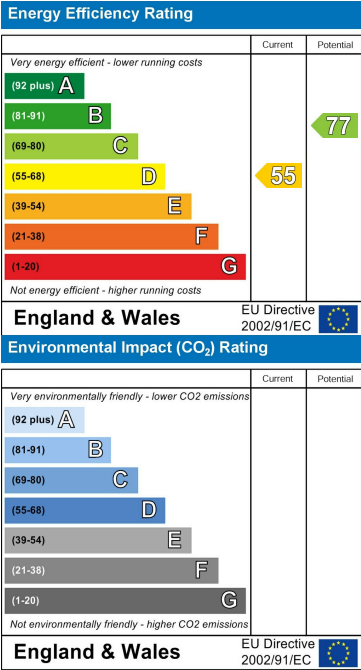 Energy Efficiency Rating
Current Potential
Very energy efficient - lower running costs
(92 plus) A
(81-91) B
(69-80) C
(55-68) D
(39-54) E
(21-38) F
(1-20) G
77
55
Not energy efficient - higher running costs
England & Wales
EU Directive
2002/91/EC
Environmental Impact (CO₂) Rating
Current Potential
Very environmentally friendly - lower CO2 emissions
(92 plus) A
(81-91) B
(69-80) C
(55-68) D
(39-54) E
(21-38) F
(1-20) G
Not environmentally friendly - higher CO2 emissions
England & Wales
EU Directive
2002/91/EC